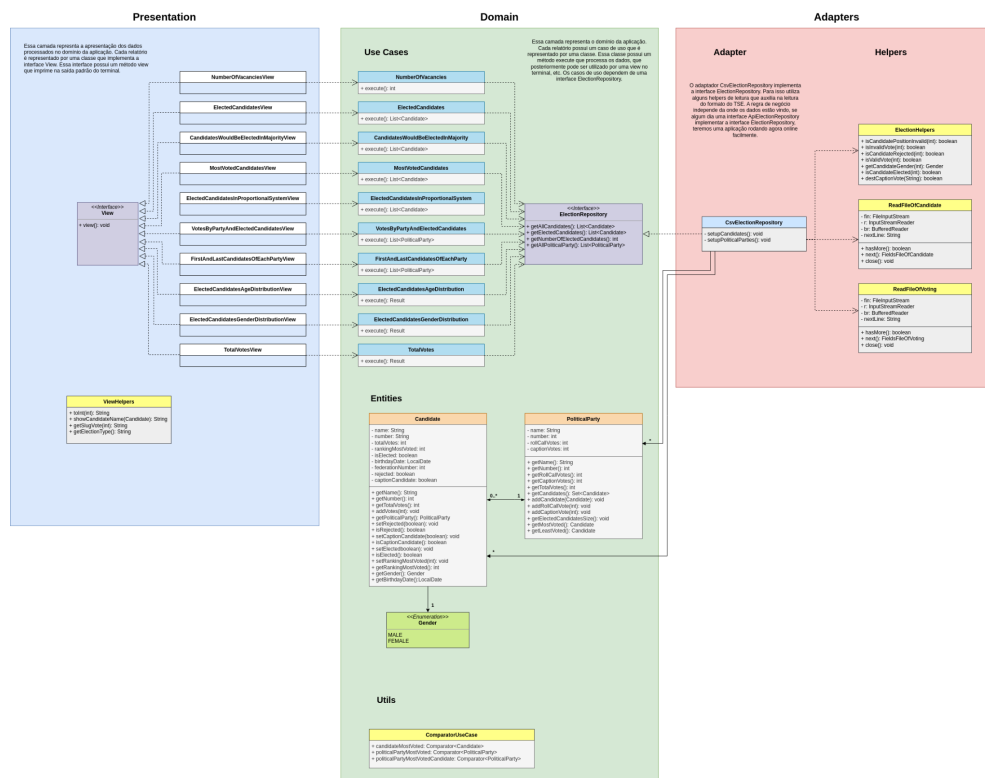 Presentation
Domain
Adapters
Essa camada represnta a apresentação dos dados
processados no domínio da aplicação. Cada relatório
é representado por uma classe que implementa a
interface View. Essa interface possui um método view
que imprime na saída padrão do terminal.
NumberOfVacanciesView
ElectedCandidatesView
CandidatesWouldBeElectedInMajorityView
MostVotedCandidatesView
ElectedCandidatesInProportionalSystemView
VotesByPartyAndElectedCandidatesView
FirstAndLastCandidatesOfEachPartyView
ElectedCandidatesAgeDistributionView
ElectedCandidatesGenderDistributionView
TotalVotesView
<<Interface>>
View
+ view(): void
ViewHelpers
+ toInt(int): String
+ showCandidateName(Candidate): String
+ getSlugVote(int): String
+ getElectionType(): String
Use Cases
Essa camada representa o domínio da aplicação.
Cada relatório possui um caso de uso que é
representado por uma classe. Essa classe possui um
método execute que processa os dados, que
posteriormente pode ser utilizado por uma view no
terminal, etc. Os casos de uso dependem de uma
interface ElectionRepository.
NumberOfVacancies
+ execute(): int
ElectedCandidates
+ execute(): List<Candidate>
CandidatesWouldBeElectedInMajority
+ execute(): List<Candidate>
MostVotedCandidates
+ execute(): List<Candidate>
ElectedCandidatesInProportionalSystem
+ execute(): List<Candidate>
VotesByPartyAndElectedCandidates
+ execute(): List<PoliticalParty>
FirstAndLastCandidatesOfEachParty
+ execute(): List<PoliticalParty>
ElectedCandidatesAgeDistribution
+ execute(): Result
ElectedCandidatesGenderDistribution
+ execute(): Result
TotalVotes
+ execute(): Result
<<Interface>>
ElectionRepository
+ getAllCandidates(): List<Candidate>
+ getElectedCandidates(): List<Candidate>
+ getNumberOfElectedCandidates(): int
+ getAllPoliticalParty(): List<PoliticalParty>
Entities
Candidate
- name: String
- number: String
- totalVotes: int
- rankingMostVoted: int
- isElected: boolean
- birthdayDate: LocalDate
- federationNumber: int
- rejected: boolean
- captionCandidate: boolean
+ getName(): String
+ getNumber(): int
+ getTotalVotes(): int
+ addVotes(int): void
+ getPoliticalParty(): PoliticalParty
+ setRejected(boolean): void
+ isRejected(): boolean
+ setCaptionCandidate(boolean): void
+ isCaptionCandidate(): boolean
+ setElected(boolean): void
+ isElected(): boolean
+ setRankingMostVoted(int): void
+ getRankingMostVoted(): int
+ getGender(): Gender
+ getBirthdayDate():LocalDate
0..*
1
PoliticalParty
- name: String
- number: int
- rollCallVotes: int
- captionVotes: int
+ getName(): String
+ getNumber(): int
+ getRollCallVotes(): int
+ getCaptionVotes(): int
+ getTotalVotes(): int
+ getCandidates(): Set<Candidate>
+ addCandidate(Candidate): void
+ addRollCallVote(int): void
+ addCaptionVote(int): void
+ getElectedCandidatesSize(): void
+ getMostVoted(): Candidate
+ getLeastVoted(): Candidate
*
*
1
<<Enumeration>>
Gender
MALE
FEMALE
Utils
ComparatorUseCase
+ candidateMostVoted: Comparator<Candidate>
+ politicalPartyMostVoted: Comparator<PoliticalParty>
+ politicalPartyMostVotedCandidate: Comparator<PoliticalParty>
Adapter
Helpers
O adaptador CsvElectionRepository implementa
a interface ElectionRepository. Para isso utiliza
alguns helpers de leitura que auxilia na leitura
do formato do TSE. A regra de negócio
independe da onde os dados estão vindo, se
algum dia uma interface ApiElectionRepository
implementar a interface ElectionRepository,
teremos uma aplicação rodando agora online
facilmente.
CsvElectionRepository
- setupCandidates(): void
- setupPoliticalParties(): void
ElectionHelpers
+ isCandidatePositionInvalid(int): boolean
+ isInvalidVote(int): boolean
+ isCandidateRejected(int): boolean
+ isValidVote(int): boolean
+ getCandidateGender(int): Gender
+ isCandidateElected(int): boolean
+ destCaptionVote(String): boolean
ReadFileOfCandidate
- fin: FileInputStream
- r: InputStreamReader
- br: BufferedReader
- nextLine: String
+ hasMore(): boolean
+ next(): FieldsFileOfCandidate
+ close(): void
ReadFileOfVoting
- fin: FileInputStream
- r: InputStreamReader
- br: BufferedReader
- nextLine: String
+ hasMore(): boolean
+ next(): FieldsFileOfVoting
+ close(): void